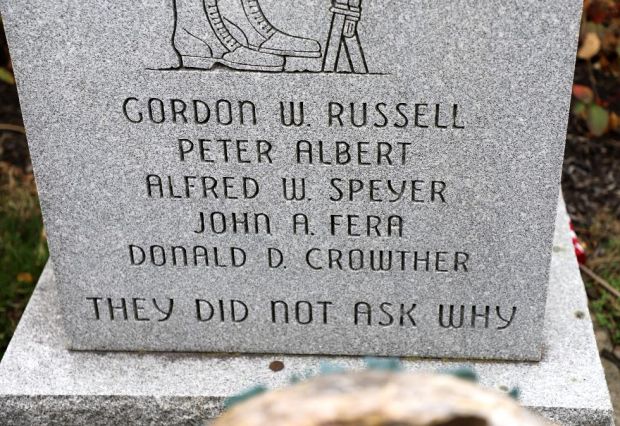 GORDON W. RUSSELL
PETER ALBERT
ALFRED W. SPEYER
JOHN A. FERA
DONALD D. CROWTHER
THEY DID NOT ASK WHY